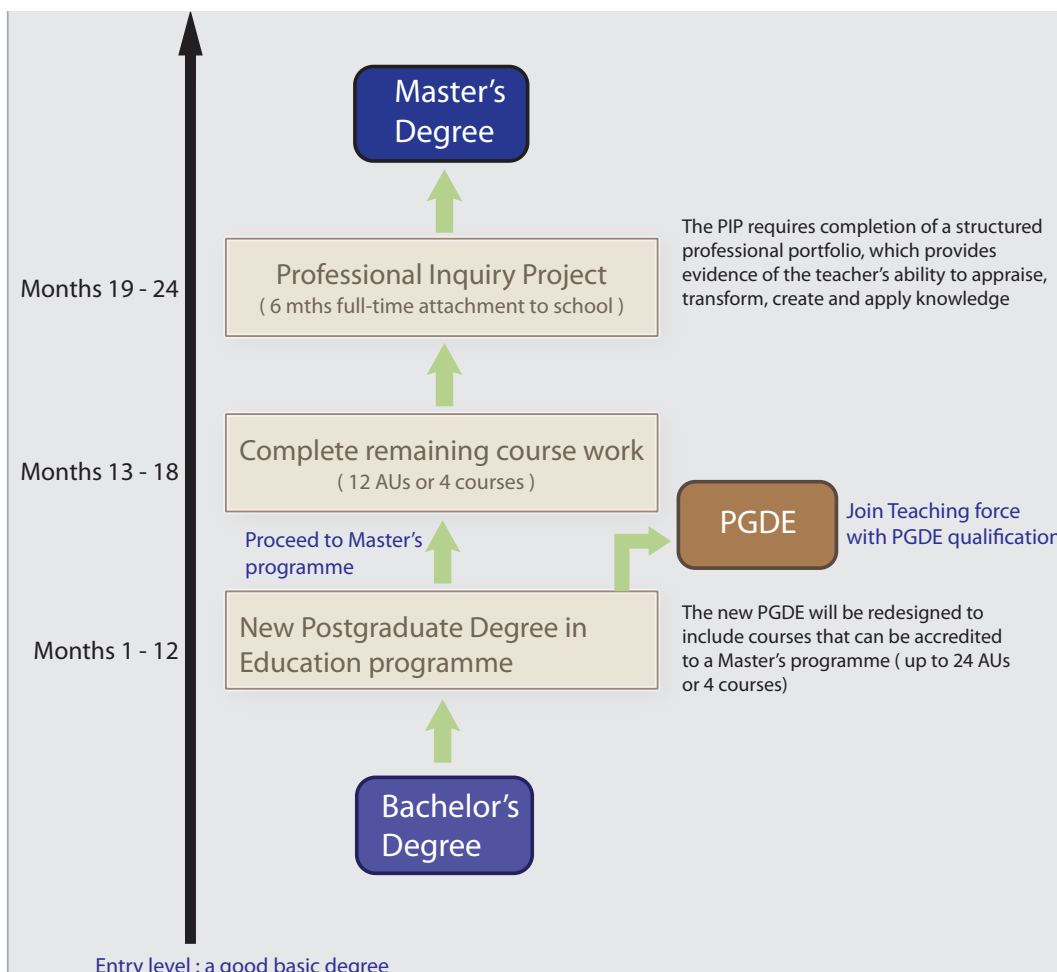 Master's
Degree
Months 19 - 24
Professional Inquiry Project
( 6 mths full-time attachment to school )
The PIP requires completion of a structured
professional portfolio, which provides
evidence of the teacher's ability to appraise,
transform, create and apply knowledge
Months 13 - 18
Complete remaining course work
( 12 AUs or 4 courses )
Proceed to Master's
programme
PGDE
Join Teaching force
with PGDE qualification
Months 1 - 12
New Postgraduate Degree in
Education programme
The new PGDE will be redesigned to
include courses that can be accredited
to a Master's programme ( up to 24 AUs
or 4 courses)
Bachelor's
Degree
Entry level : a good basic degree